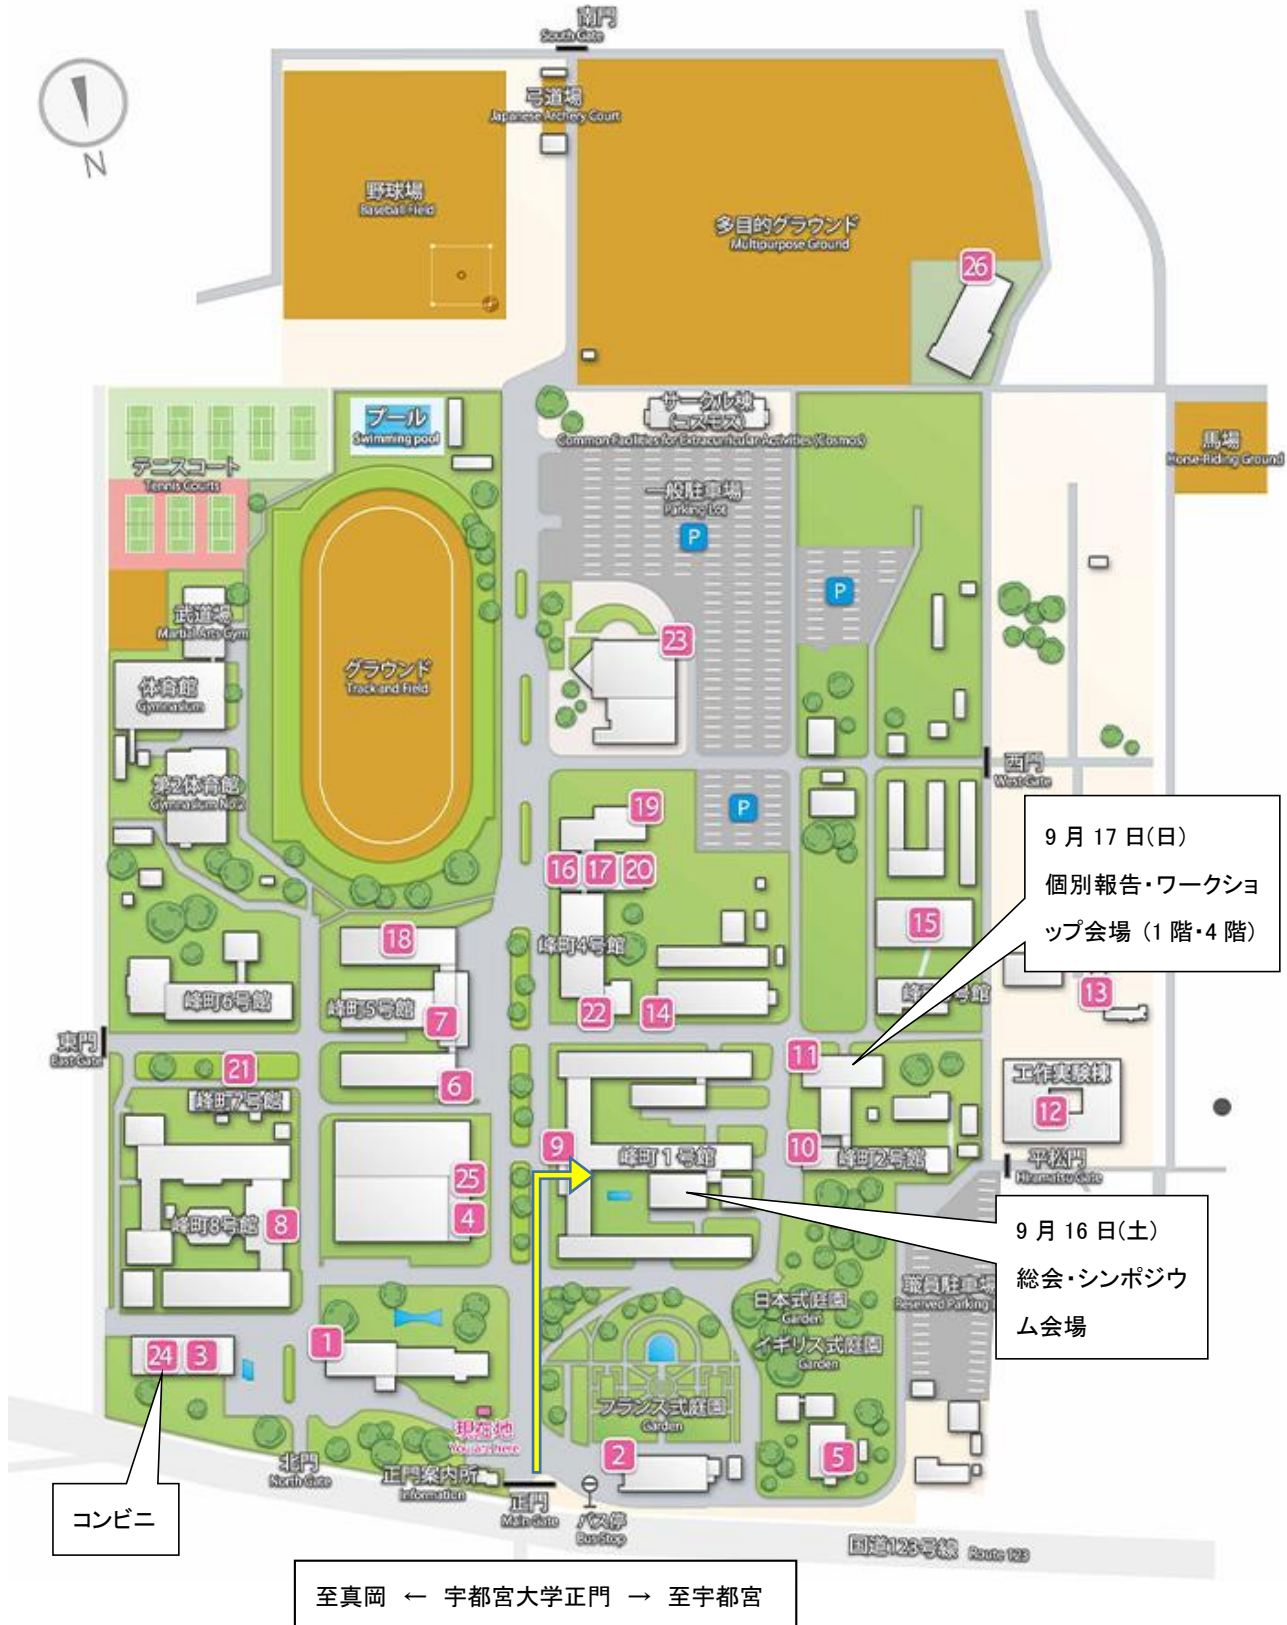 南門
South Gate
弓道場
Japanese Archery Court
N
野球場
Baseball Field
多目的グラウンド
Multipurpose Ground
26
サークル棟
(コスモス)
Common Facilities for Extracurricular Activities (Cosmos)
プール
Swimming pool
馬場
Horse-Riding Ground
テニスコート
Tennis Courts
一般駐車場
Parking Lot
P
P
武道場
Martial Arts Gym
23
グラウンド
Track and Field
体育館
Gymnasium
西門
West Gate
第2体育館
Gymnasium No.2
19
P
9月17日(日)
個別報告・ワークショ
ップ会場 (1階・4階)
16
17
20
15
18
峰町4号館
峰町6号館
峰町5号館
7
22
14
13
東門
East Gate
21
6
11
工作実験棟
12
峰町7号館
9
峰町1号館
10
峰町2号館
平松門
Hiramatsu Gate
25
4
峰町8号館
8
9月16日(土)
総会・シンポジウ
ム会場
職員駐車場
Reserved Parking
日本式庭園
Garden
イギリス式庭園
Garden
24
3
1
フランス式庭園
Garden
現在地
You are here
2
5
北門
North Gate
正門案内所
Information
正門
Main Gate
バス停
Bus Stop
コンビニ
国道123号線 Route 123
至真岡 ← 宇都宮大学正門 → 至宇都宮